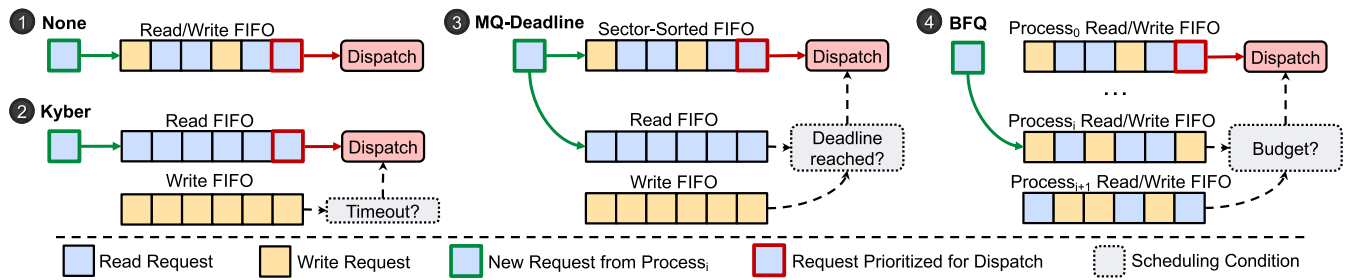 1 None
Read/Write FIFO
Dispatch
2 Kyber
Read FIFO
Dispatch
Write FIFO
Timeout?
3 MQ-Deadline
Sector-Sorted FIFO
Dispatch
Read FIFO
Deadline
reached?
Write FIFO
4 BFQ
Process0 Read/Write FIFO
Dispatch
...
Processi Read/Write FIFO
Budget?
Processi+1 Read/Write FIFO
Read Request
Write Request
New Request from Processi
Request Prioritized for Dispatch
Scheduling Condition